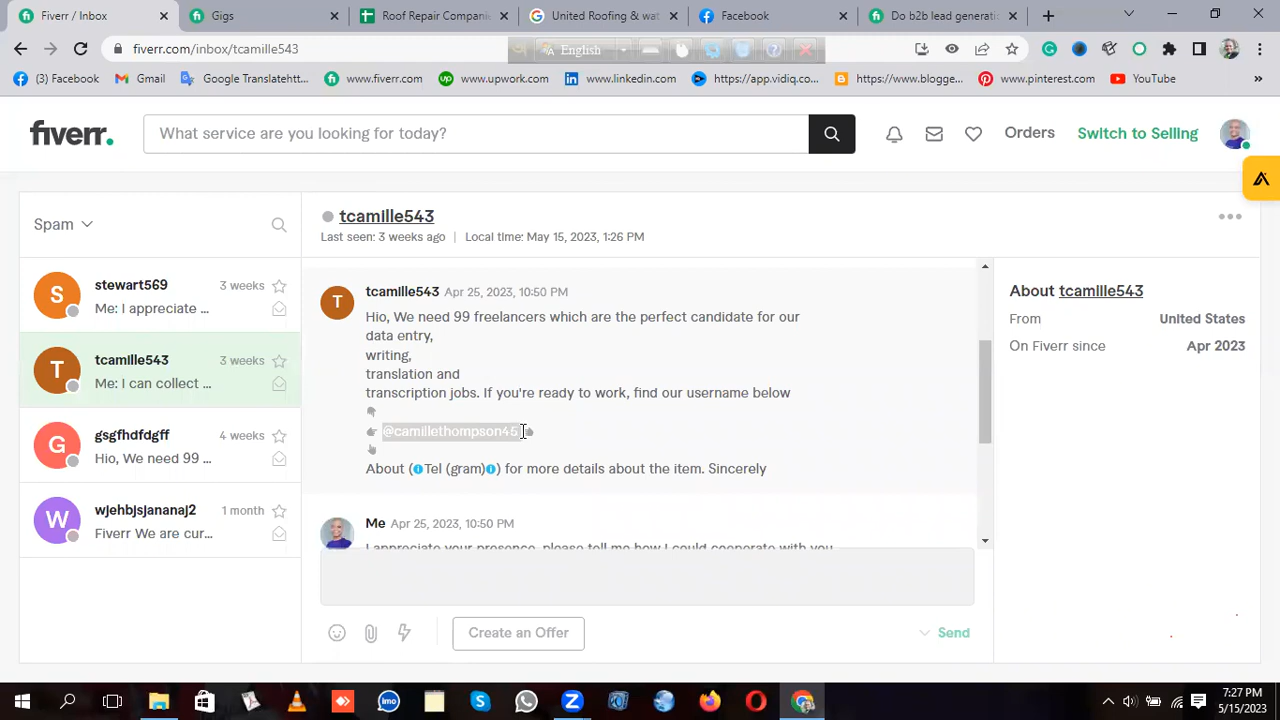 Fiverr / Inbox
Gigs
Roof Repair Companie
United Roofing & wat
Facebook
Do b2b lead generatio
fiverr.com/inbox/tcamille543
English
(3) Facebook
Gmail
Google Translatehtt...
www.fiverr.com
www.upwork.com
www.linkedin.com
https://app.vidiq.c...
https://www.blogge...
www.pinterest.com
YouTube
»
fiverr.
What service are you looking for today?
Orders
Switch to Selling
Spam
tcamille543
Last seen: 3 weeks ago | Local time: May 15, 2023, 1:26 PM
S
stewart569
3 weeks
Me: I appreciate ...
T
tcamille543
3 weeks
Me: I can collect ...
G
gsgfhdfdgff
4 weeks
Hio, We need 99 ...
W
wjehbjsjananaj2
1 month
Fiverr We are cur...
T
tcamille543 Apr 25, 2023, 10:50 PM
Hio, We need 99 freelancers which are the perfect candidate for our
data entry,
writing,
translation and
transcription jobs. If you're ready to work, find our username below
@camillethompson45
About (Tel (gram)) for more details about the item. Sincerely
Me Apr 25, 2023, 10:50 PM
I appreciate your presence, please tell me how I could cooperate with you
Create an Offer
Send
About tcamille543
From
United States
On Fiverr since
Apr 2023
imo
7:27 PM
5/15/2023